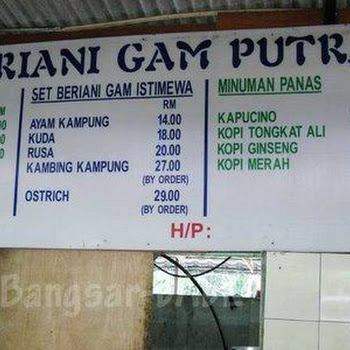 RIANI GAM PUTRA
SET BERIANI GAM ISTIMEWA
RM
AYAM KAMPUNG 14.00
KUDA 18.00
RUSA 20.00
KAMBING KAMPUNG 27.00
(BY ORDER)
OSTRICH 29.00
(BY ORDER)
MINUMAN PANAS
KAPUCINO
KOPI TONGKAT ALI
KOPI GINSENG
KOPI MERAH
H/P:
Bangsar